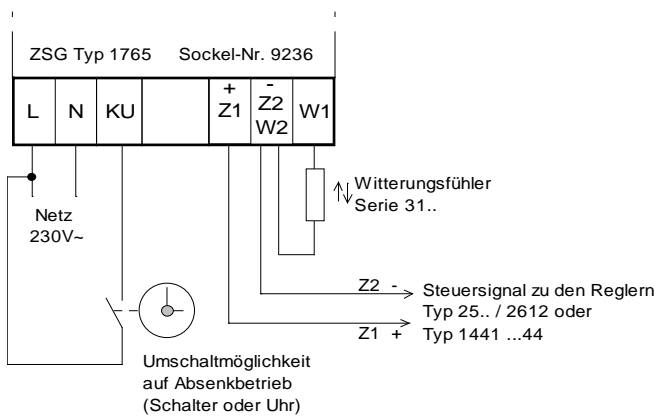 ZSG Typ 1765 Sockel-Nr. 9236
+ -
L N KU Z1 Z2 W1
W2
Witterungsfühler
Serie 31..
Netz
230V~
Z2 - Steuersignal zu den Reglern
Typ 25.. / 2612 oder
Z1 + Typ 1441 ...44
Umschaltmöglichkeit
auf Absenkbetrieb
(Schalter oder Uhr)